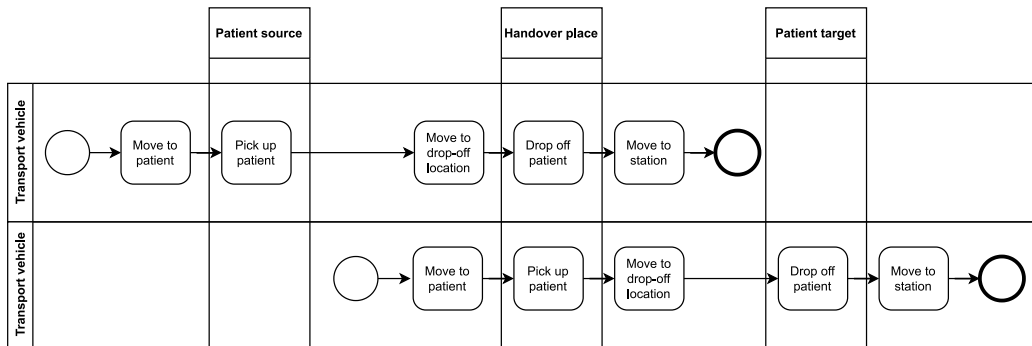 Patient source
Handover place
Patient target
Transport vehicle
Move to
patient
Pick up
patient
Move to
drop-off
location
Drop off
patient
Move to
station
Transport vehicle
Move to
patient
Pick up
patient
Move to
drop-off
location
Drop off
patient
Move to
station